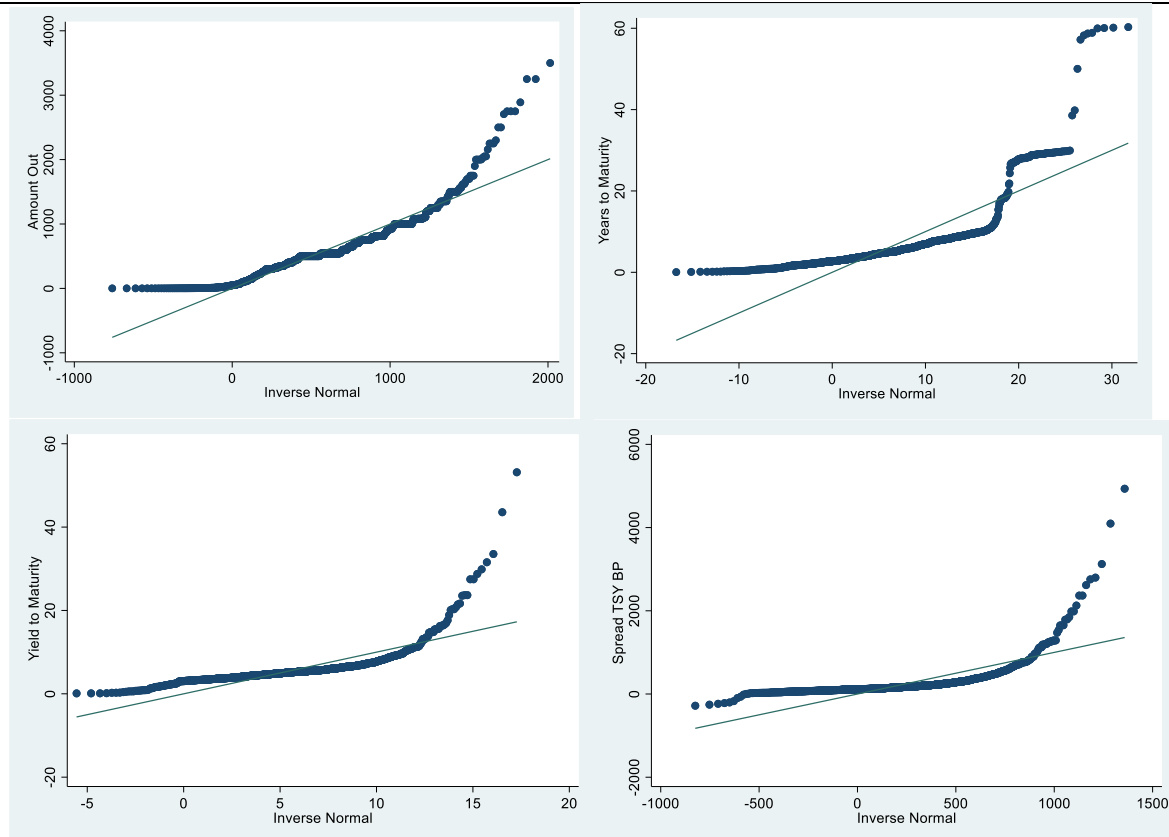 Amount Out
4000
3000
2000
1000
0
-1000
-1000 0 1000 2000
Inverse Normal
Years to Maturity
60
40
20
0
-20
-20 -10 0 10 20 30
Inverse Normal
Yield to Maturity
60
40
20
0
-20
-5 0 5 10 15 20
Inverse Normal
Spread TSY BP
6000
4000
2000
0
-2000
-1000 -500 0 500 1000 1500
Inverse Normal